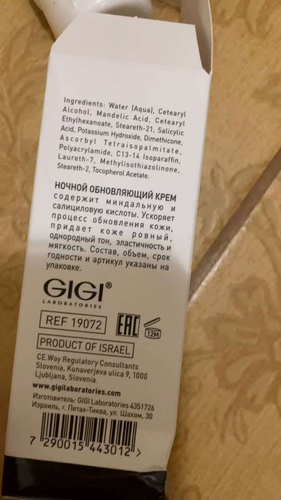 Ingredients: Water (Aqua), Cetearyl
Alcohol, Mandelic Acid, Cetearyl
Ethylhexanoate, Steareth-21, Salicylic
Acid, Potassium Hydroxide, Dimethicone,
Ascorbyl Tetraisopalmitate,
Polyacrylamide, C13-14 Isoparaffin,
Laureth-7, Methylisothiazolinone,
Steareth-2, Tocopherol Acetate.
НОЧНОЙ ОБНОВЛЯЮЩИЙ КРЕМ
содержит миндальную и
салициловую кислоты. Ускоряет
процесс обновления кожи,
придает коже ровный,
однородный тон, эластичность и
мягкость. Состав, объем, срок
годности и артикул указаны на
упаковке.
GIGI®
LABORATORIES
REF 19072
EAC
12M
PRODUCT OF ISRAEL
CE.Way Regulatory Consultants
Slovenia, Kunaverjeva ulica 9, 1000
Ljubljana, Slovenia.
www.gigilaboratories.com
Изготовитель: GIGI Laboratories 4351726
Израиль, г. Петах-Тиква, ул. Шахам, 30
7 290015 443012 >